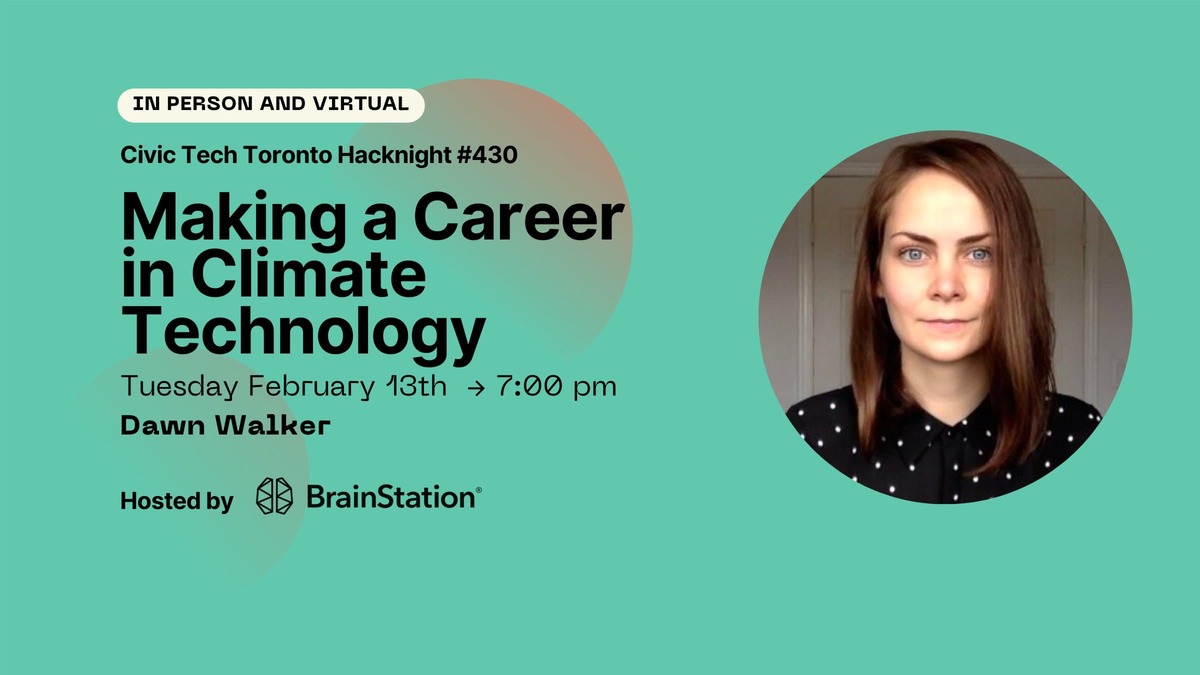 IN PERSON AND VIRTUAL
Civic Tech Toronto Hacknight #430
Making a Career
in Climate
Technology
Tuesday February 13th → 7:00 pm
Dawn Walker
Hosted by BrainStation®